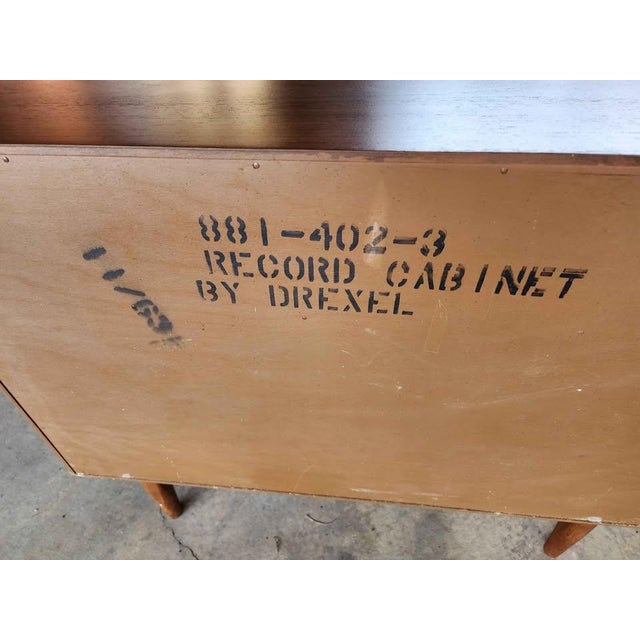 881-402-3
RECORD CABINET
BY DREXEL